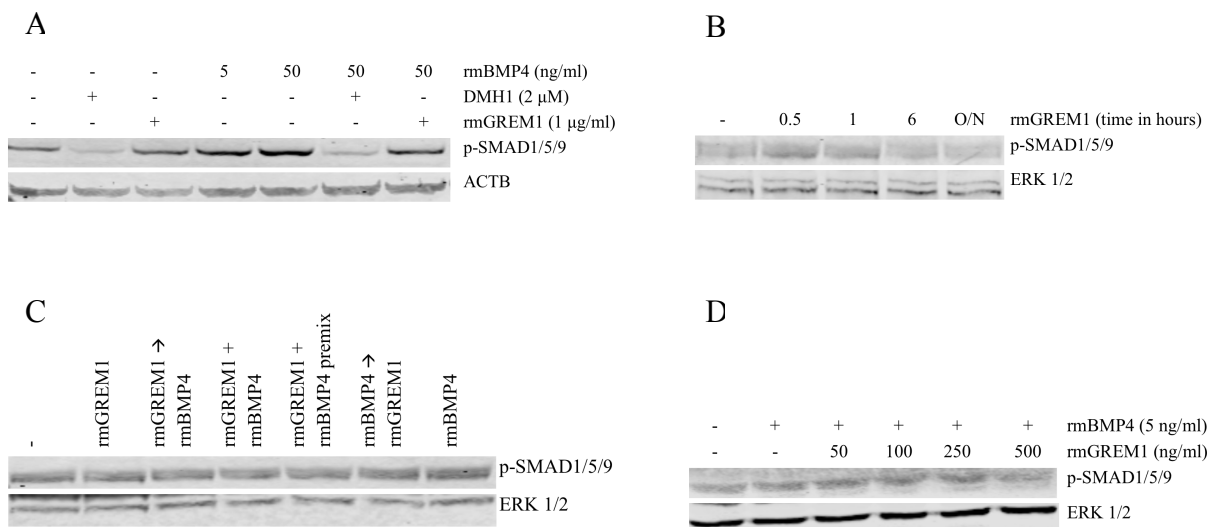 A
- - - 5 50 50 50 rmBMP4 (ng/ml)
- + - - - + - DMH1 (2 μM)
- - + - - - + rmGREM1 (1 μg/ml)
p-SMAD1/5/9
ACTB
B
- 0.5 1 6 O/N rmGREM1 (time in hours)
p-SMAD1/5/9
ERK 1/2
C
-
rmGREM1
rmGREM1 →
rmBMP4
rmGREM1 +
rmBMP4
rmGREM1 +
rmBMP4 premix
rmBMP4 →
rmGREM1
rmBMP4
p-SMAD1/5/9
ERK 1/2
D
- + + + + + rmBMP4 (5 ng/ml)
- - 50 100 250 500 rmGREM1 (ng/ml)
p-SMAD1/5/9
ERK 1/2